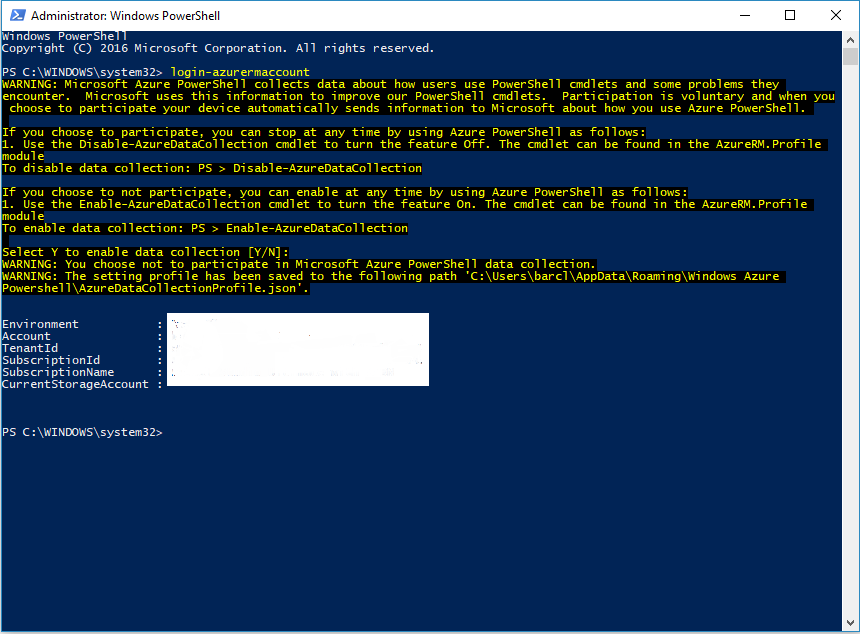 Administrator: Windows PowerShell
Windows PowerShell
Copyright (C) 2016 Microsoft Corporation. All rights reserved.
PS C:\WINDOWS\system32> login-azurermaccount
WARNING: Microsoft Azure PowerShell collects data about how users use PowerShell cmdlets and some problems they
encounter.  Microsoft uses this information to improve our PowerShell cmdlets.  Participation is voluntary and when you
choose to participate your device automatically sends information to Microsoft about how you use Azure PowerShell.
If you choose to participate, you can stop at any time by using Azure PowerShell as follows:
1. Use the Disable-AzureDataCollection cmdlet to turn the feature Off. The cmdlet can be found in the AzureRM.Profile
module
To disable data collection: PS > Disable-AzureDataCollection
If you choose to not participate, you can enable at any time by using Azure PowerShell as follows:
1. Use the Enable-AzureDataCollection cmdlet to turn the feature On. The cmdlet can be found in the AzureRM.Profile
module
To enable data collection: PS > Enable-AzureDataCollection
Select Y to enable data collection [Y/N]:
WARNING: You choose not to participate in Microsoft Azure PowerShell data collection.
WARNING: The setting profile has been saved to the following path 'C:\Users\barcl\AppData\Roaming\Windows Azure
Powershell\AzureDataCollectionProfile.json'.
Environment           :
Account               :
TenantId              :
SubscriptionId        :
SubscriptionName      :
CurrentStorageAccount :
PS C:\WINDOWS\system32>